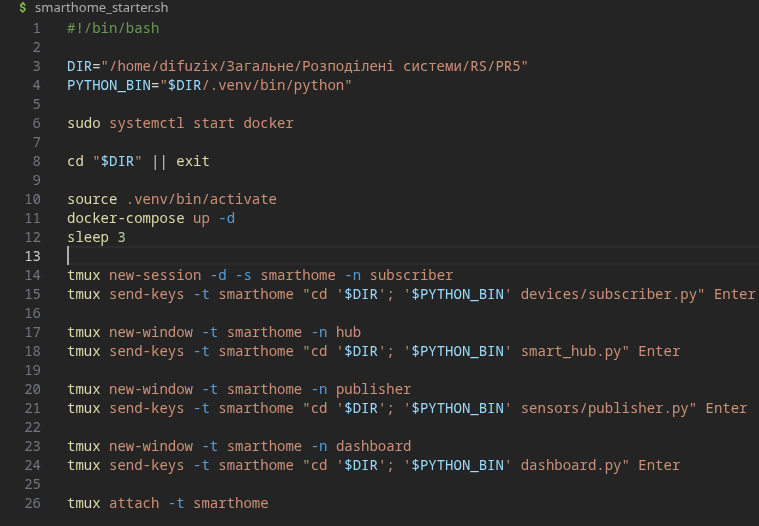 $ smarthome_starter.sh
1 #!/bin/bash
2
3 DIR="/home/difuzix/Загальне/Розподілені системи/RS/PR5"
4 PYTHON_BIN="$DIR/.venv/bin/python"
5
6 sudo systemctl start docker
7
8 cd "$DIR" || exit
9
10 source .venv/bin/activate
11 docker-compose up -d
12 sleep 3
13
14 tmux new-session -d -s smarthome -n subscriber
15 tmux send-keys -t smarthome "cd '$DIR'; '$PYTHON_BIN' devices/subscriber.py" Enter
16
17 tmux new-window -t smarthome -n hub
18 tmux send-keys -t smarthome "cd '$DIR'; '$PYTHON_BIN' smart_hub.py" Enter
19
20 tmux new-window -t smarthome -n publisher
21 tmux send-keys -t smarthome "cd '$DIR'; '$PYTHON_BIN' sensors/publisher.py" Enter
22
23 tmux new-window -t smarthome -n dashboard
24 tmux send-keys -t smarthome "cd '$DIR'; '$PYTHON_BIN' dashboard.py" Enter
25
26 tmux attach -t smarthome